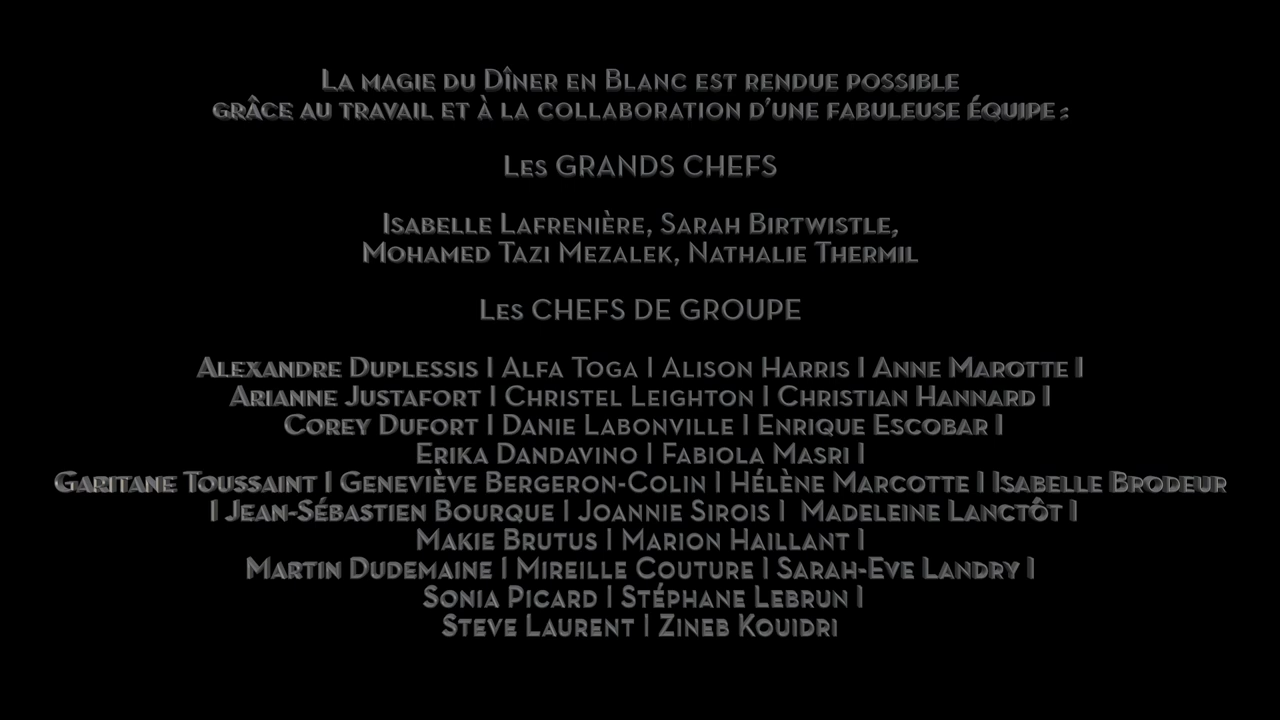 La magie du Dîner en Blanc est rendue possible
grâce au travail et à la collaboration d'une fabuleuse équipe :
Les GRANDS CHEFS
Isabelle Lafrenière, Sarah Birtwistle,
Mohamed Tazi Mezalek, Nathalie Thermil
Les CHEFS DE GROUPE
Alexandre Duplessis | Alfa Toga | Alison Harris | Anne Marotte |
Arianne Justafort | Christel Leighton | Christian Hannard |
Corey Dufort | Danie Labonville | Enrique Escobar |
Erika Dandavino | Fabiola Masri |
Garitane Toussaint | Geneviève Bergeron-Colin | Hélène Marcotte | Isabelle Brodeur
| Jean-Sébastien Bourque | Joannie Sirois | Madeleine Lanctôt |
Makie Brutus | Marion Haillant |
Martin Dudemaine | Mireille Couture | Sarah-Eve Landry |
Sonia Picard | Stéphane Lebrun |
Steve Laurent | Zineb Kouidri